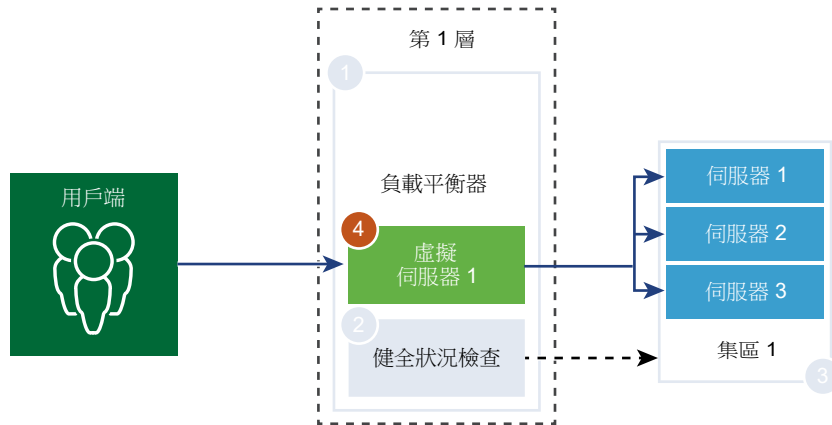 第 1 層
1
負載平衡器
用戶端
4
虛擬
伺服器 1
2
健全狀況檢查
伺服器 1
伺服器 2
伺服器 3
集區 1
3